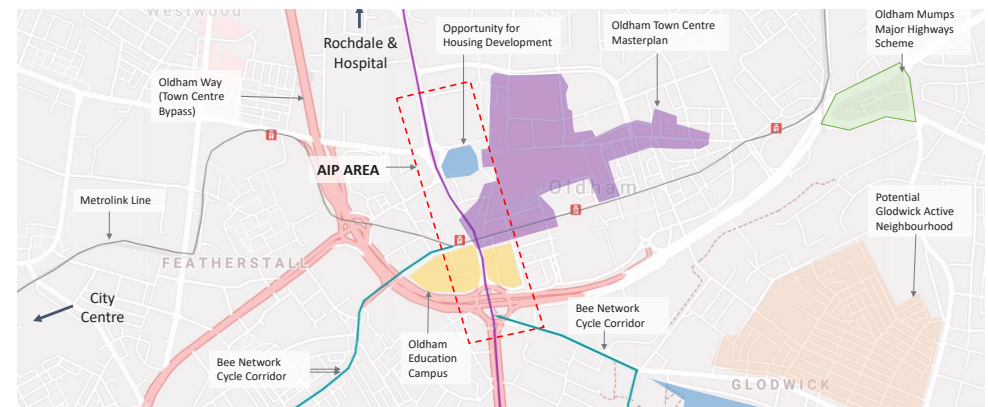 Westwood
Rochdale &
Hospital
Opportunity for
Housing Development
Oldham Town Centre
Masterplan
Oldham Mumps
Major Highways
Scheme
Oldham Way
(Town Centre
Bypass)
AIP AREA
Oldham
Metrolink Line
Potential
Glodwick Active
Neighbourhood
FEATHERSTALL
City
Centre
Bee Network
Cycle Corridor
Oldham
Education
Campus
Bee Network
Cycle Corridor
GLODWICK